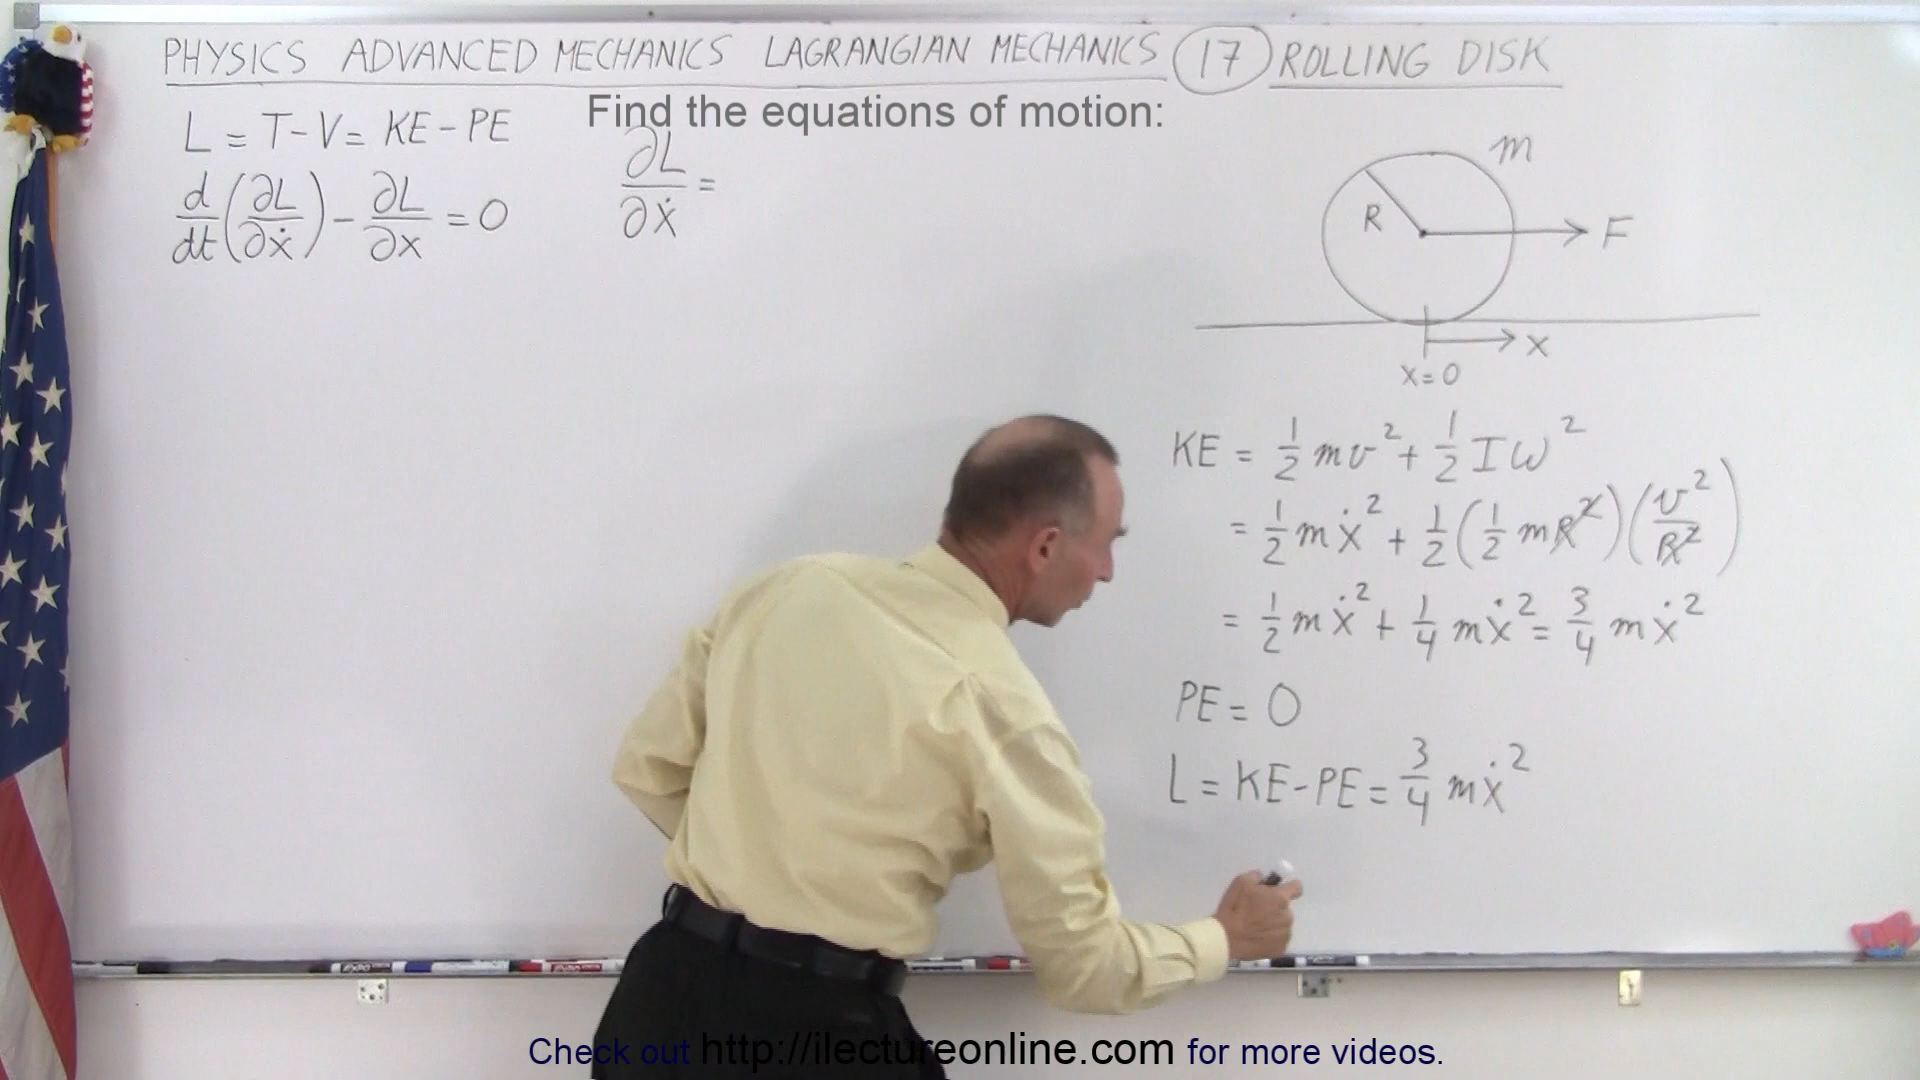 PHYSICS ADVANCED MECHANICS LAGRANGIAN MECHANICS 17 ROLLING DISK
Find the equations of motion:
L = T-V = KE-PE
d/dt(∂L/∂ẋ) - ∂L/∂x = 0
∂L/∂ẋ =
m
R
F
x
x=0
KE = 1/2 mv² + 1/2 Iω²
= 1/2 mẋ² + 1/2(1/2 mR²)(v²/R²)
= 1/2 mẋ² + 1/4 mẋ² = 3/4 mẋ²
PE = 0
L = KE-PE = 3/4 mẋ²
EXPO
Check out http://ilectureonline.com for more videos.